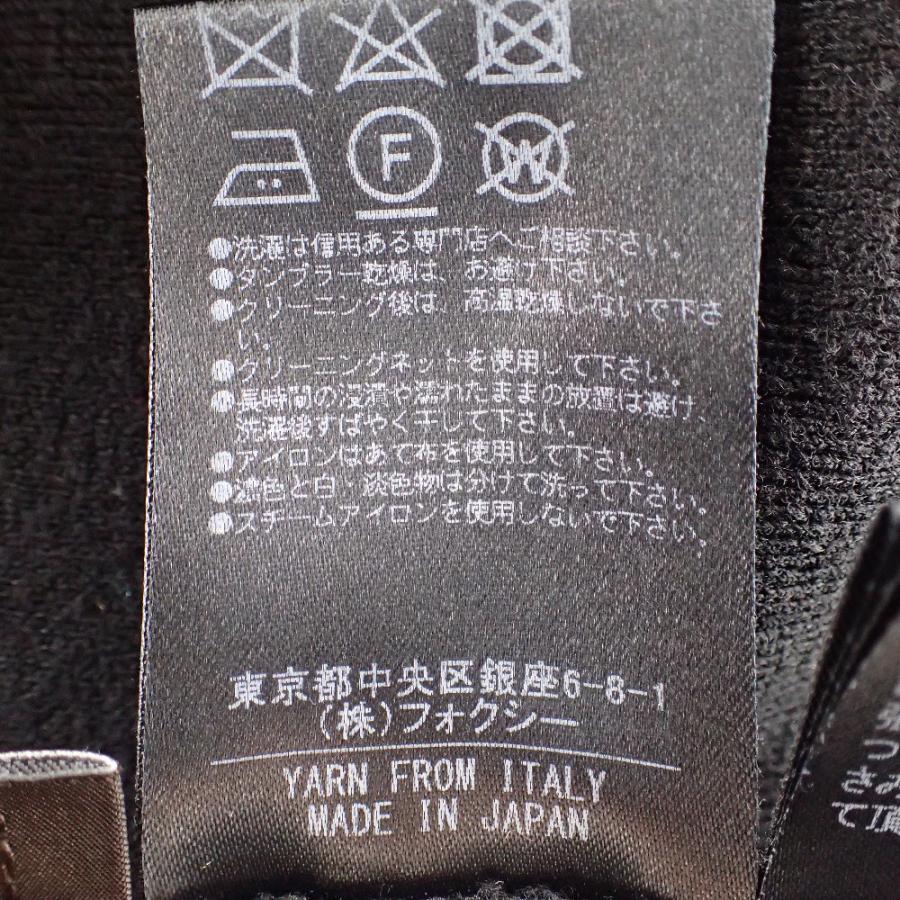 F
W
●洗濯は信用ある専門店へご相談下さい。
●タンブラー乾燥は、お避け下さい。
●クリーニング後は、高温乾燥しないで下さ
い。
●クリーニングネットを使用して下さい。
●長時間の浸漬や濡れたままの放置は避け、
洗濯後すばやく干して下さい。
●アイロンはあて布を使用して下さい。
●濃色と白・淡色物は分けて洗って下さい。
●スチームアイロンを使用しないで下さい。
東京都中央区銀座6-8-1
(株)フォクシー
YARN FROM ITALY
MADE IN JAPAN
つ
さみ
て頂